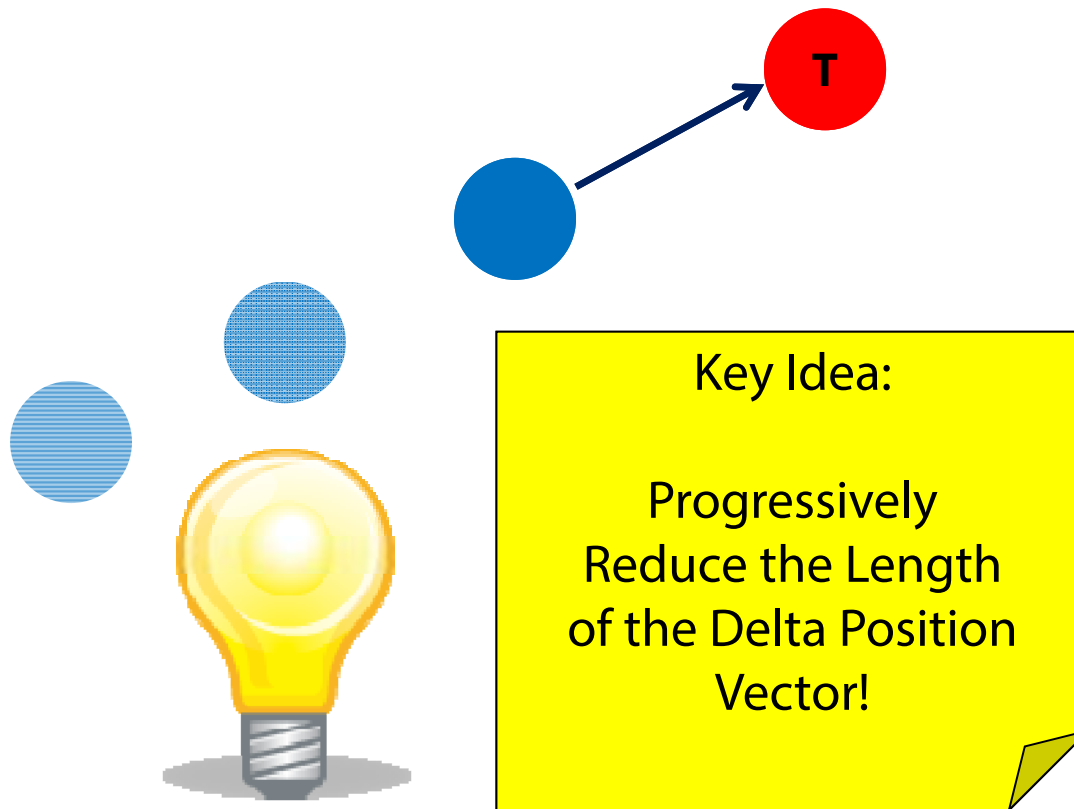 T
Key Idea:
Progressively
Reduce the Length
of the Delta Position
Vector!